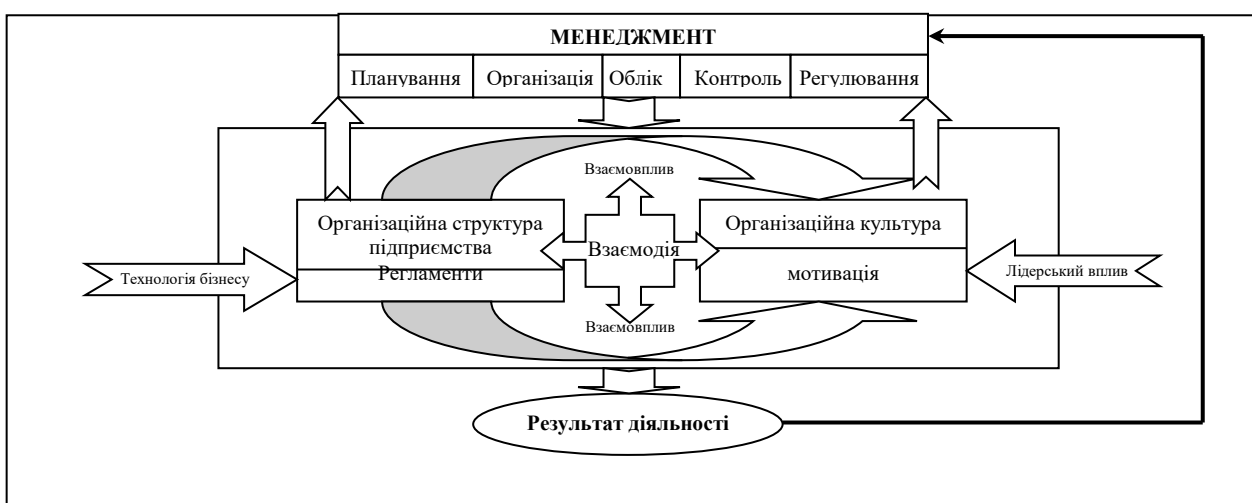 МЕНЕДЖМЕНТ
Планування Організація Облік Контроль Регулювання
Взаємовплив
Організаційна структура
підприємства
Регламенти
Взаємодія
Організаційна культура
мотивація
Технологія бізнесу
Лідерський вплив
Взаємовплив
Результат діяльності